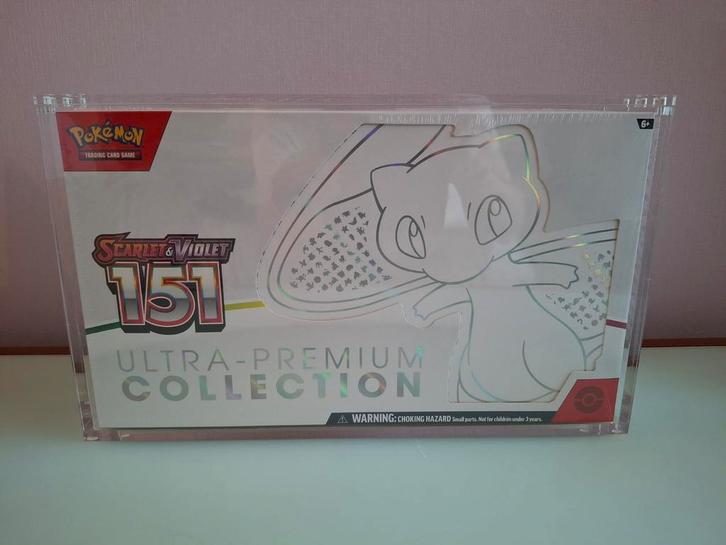 POKéMON
TRADING CARD GAME
6+
SCARLET & VIOLET
151
ULTRA-PREMIUM
COLLECTION
⚠ WARNING: CHOKING HAZARD Small parts. Not for children under 3 years.